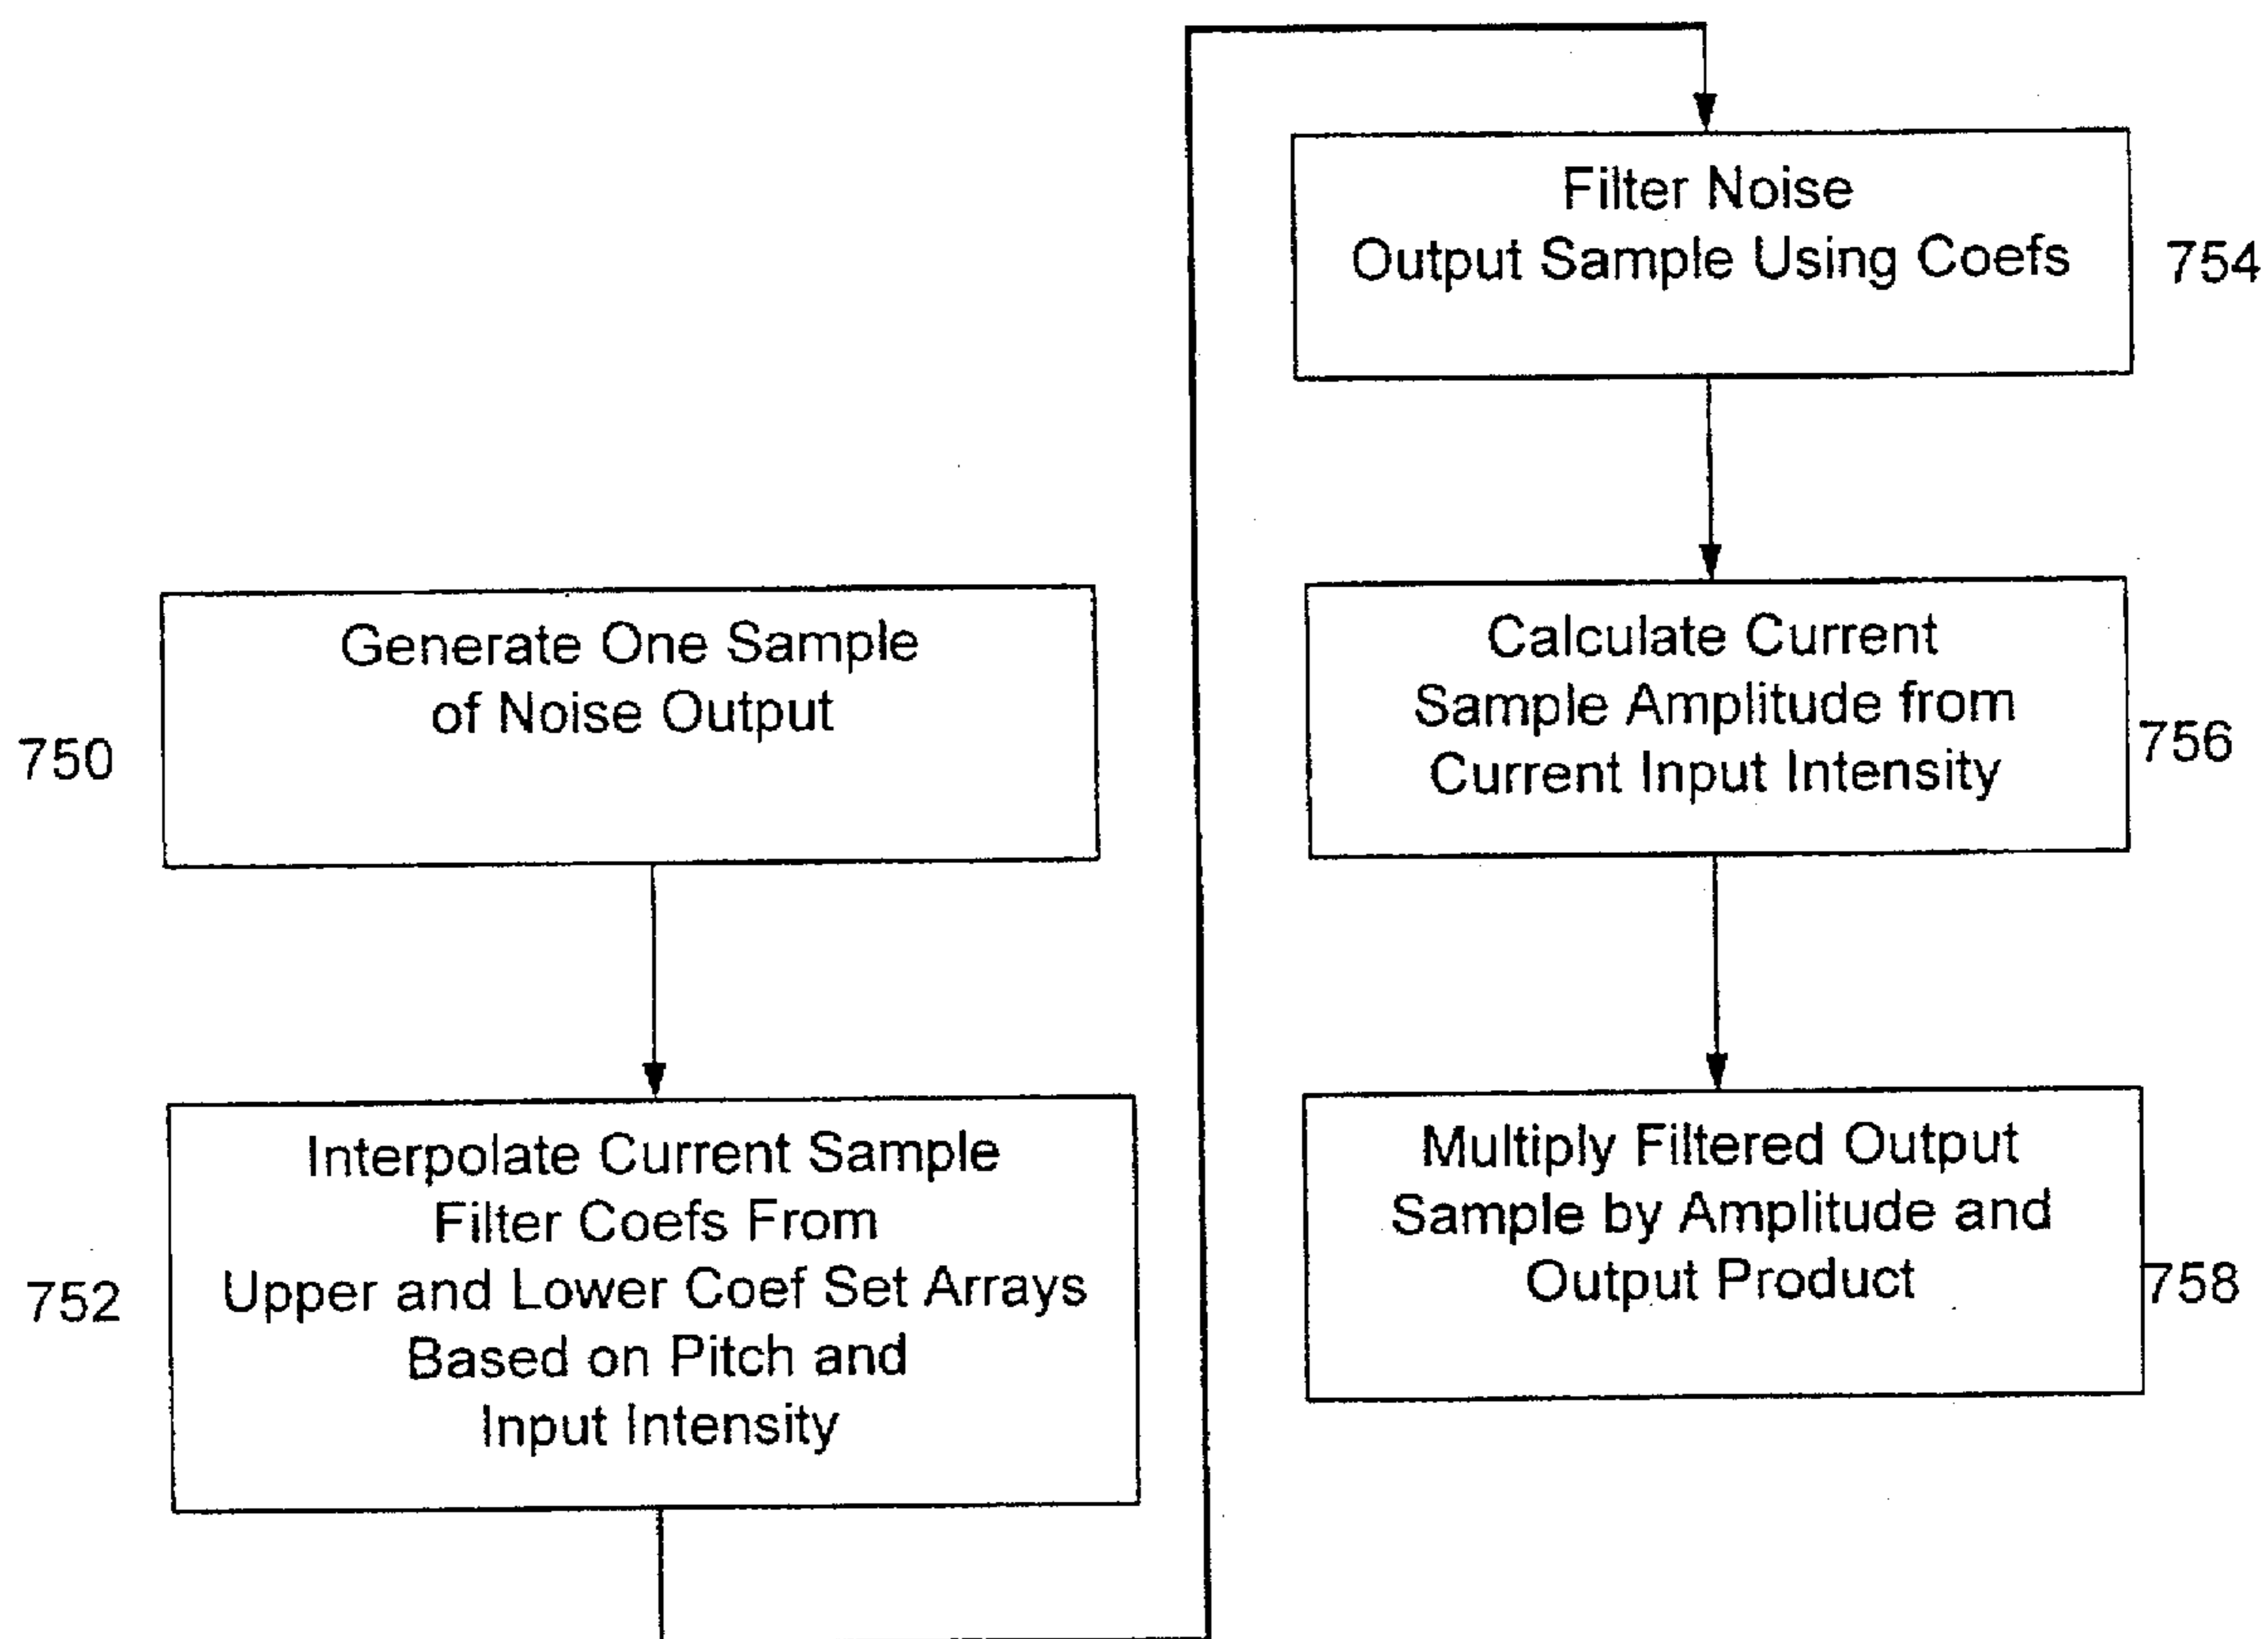 Generate One Sample
of Noise Output
750
Interpolate Current Sample
Filter Coefs From
Upper and Lower Coef Set Arrays
Based on Pitch and
Input Intensity
752
Filter Noise
Output Sample Using Coefs
754
Calculate Current
Sample Amplitude from
Current Input Intensity
756
Multiply Filtered Output
Sample by Amplitude and
Output Product
758